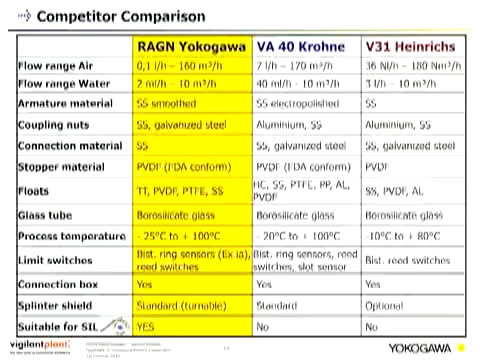 Competitor Comparison
RAGN Yokogawa VA 40 Krohne V31 Heinrichs
Flow range Air 0,1 l/h – 160 m³/h 7 l/h – 170 m³/h 36 Nl/h – 180 Nm³/h
Flow range Water 2 ml/h - 10 m³/h 40 ml/h - 10 m³/h 3 l/h - 10 m³/h
Armature material SS smoothed SS electropolished SS
Coupling nuts SS, galvanized steel Aluminium, SS Aluminium, SS
Connection material SS SS, galvanized steel SS, galvanized steel
Stopper material PVDF (FDA conform) PVDF (FDA conform) PVDF
Floats TT, PVDF, PTFE, SS HC, SS, PTFE, PP, AL, PVDF SS, PVDF, AL
Glass tube Borosilicate glass Borosilicate glass Borosilicate glass
Process temperature -25°C to + 100°C -20°C to + 100°C -10°C to + 80°C
Limit switches Bist. ring sensors (Ex ia), reed switches Bist. ring sensors, reed switches, slot sensor Bist. reed switches
Connection box Yes Yes Yes
Splinter shield Standard (turnable) Standard Optional
Suitable for SIL YES No No
vigilantplant.
YOKOGAWA